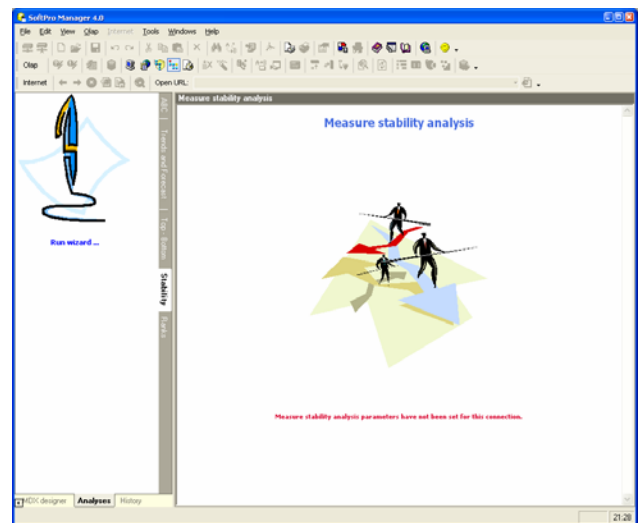 SoftPro Manager 4.0
File Edit View Olap Internet Tools Windows Help
Olap
Internet Open URL:
Measure stability analysis
Measure stability analysis
Run wizard ...
ABC | Trends and Forecast | Top - Bottom
Stability
Ranks
Measure stability analysis parameters have not been set for this connection.
MDX designer Analyses History
21:28